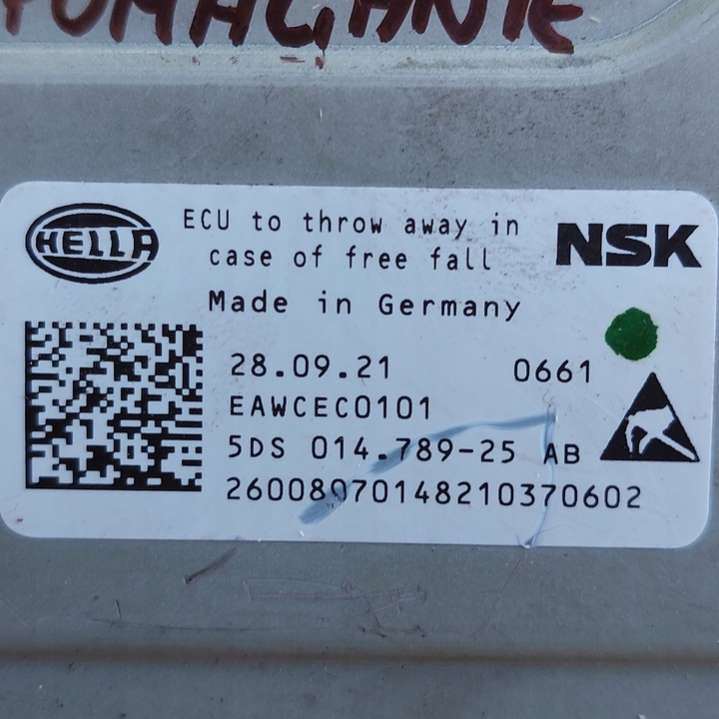 HELLA
ECU to throw away in
case of free fall
NSK
Made in Germany
28.09.21 0661
EAWCEC0101
5DS 014.789-25 AB
26008970148210370602